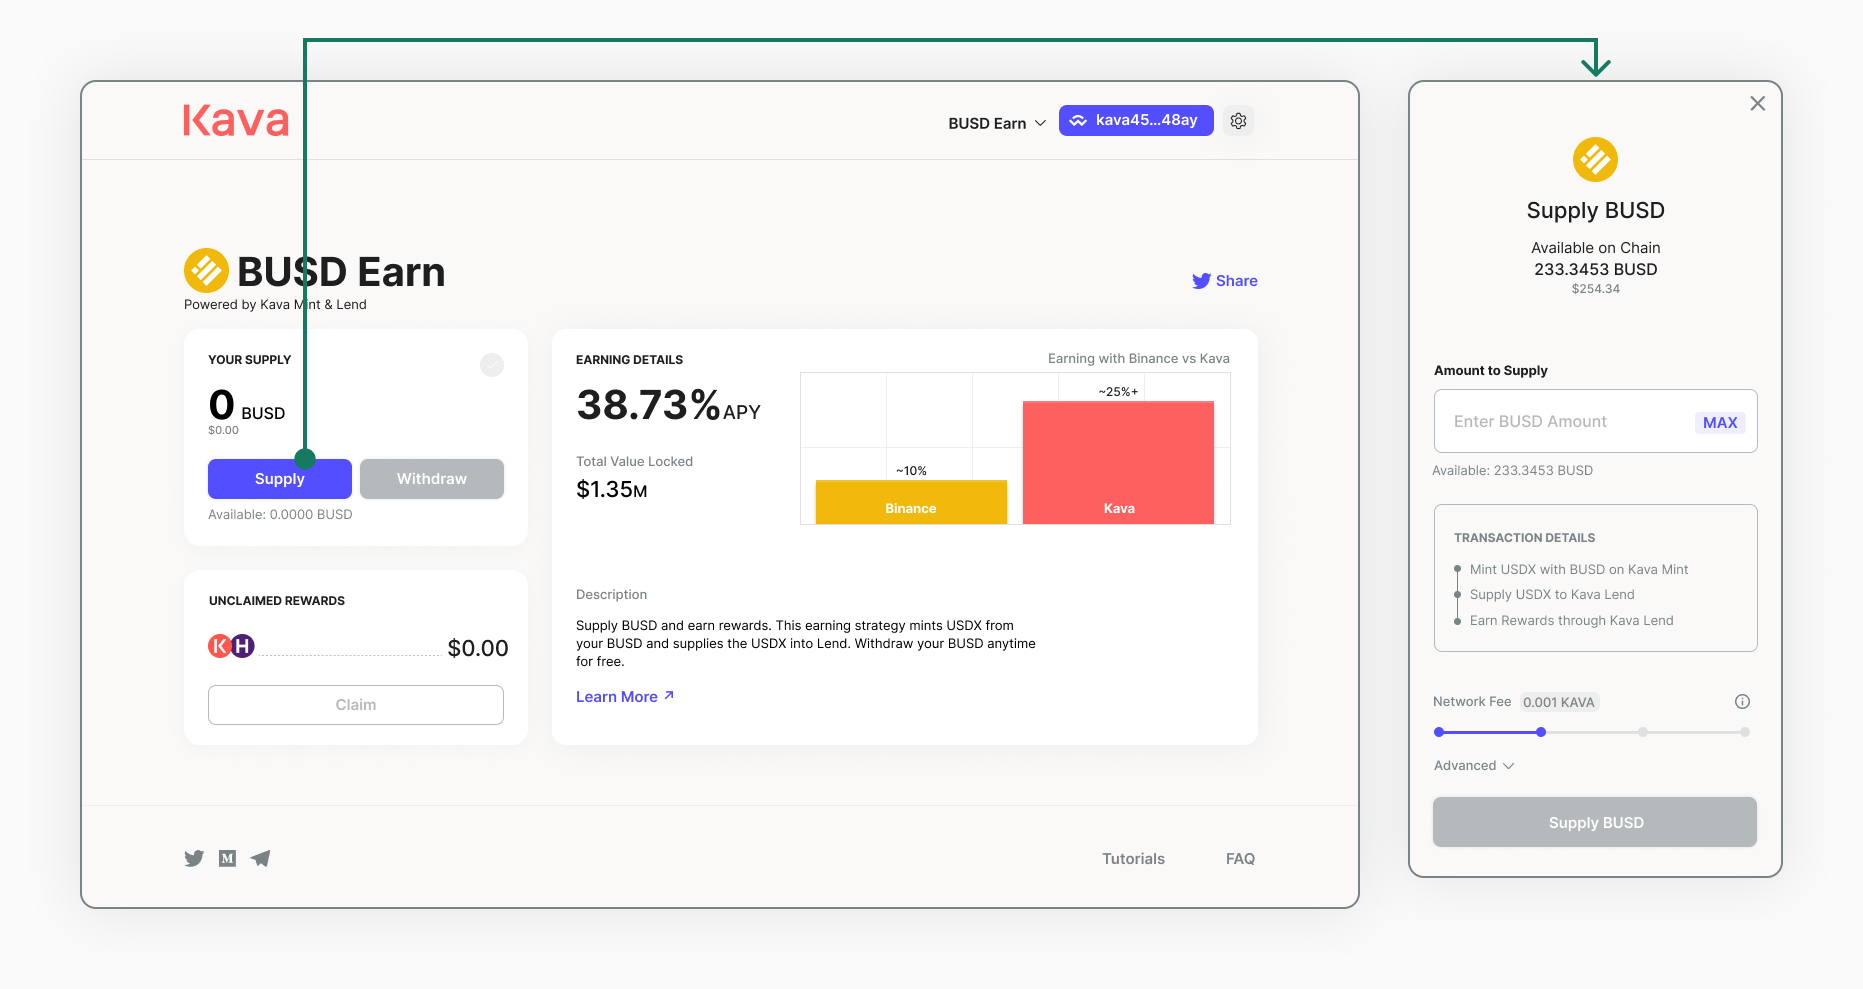 Kava
BUSD Earn
kava45...48ay
BUSD Earn
Powered by Kava Mint & Lend
Share
YOUR SUPPLY
0 BUSD
$0.00
Supply
Withdraw
Available: 0.0000 BUSD
UNCLAIMED REWARDS
K H $0.00
Claim
EARNING DETAILS
38.73% APY
Total Value Locked
$1.35M
Earning with Binance vs Kava
~25%+
~10%
Binance
Kava
Description
Supply BUSD and earn rewards. This earning strategy mints USDX from
your BUSD and supplies the USDX into Lend. Withdraw your BUSD anytime
for free.
Learn More
M
Tutorials
FAQ
Supply BUSD
Available on Chain
233.3453 BUSD
$254.34
Amount to Supply
Enter BUSD Amount
MAX
Available: 233.3453 BUSD
TRANSACTION DETAILS
Mint USDX with BUSD on Kava Mint
Supply USDX to Kava Lend
Earn Rewards through Kava Lend
Network Fee 0.001 KAVA
Advanced
Supply BUSD